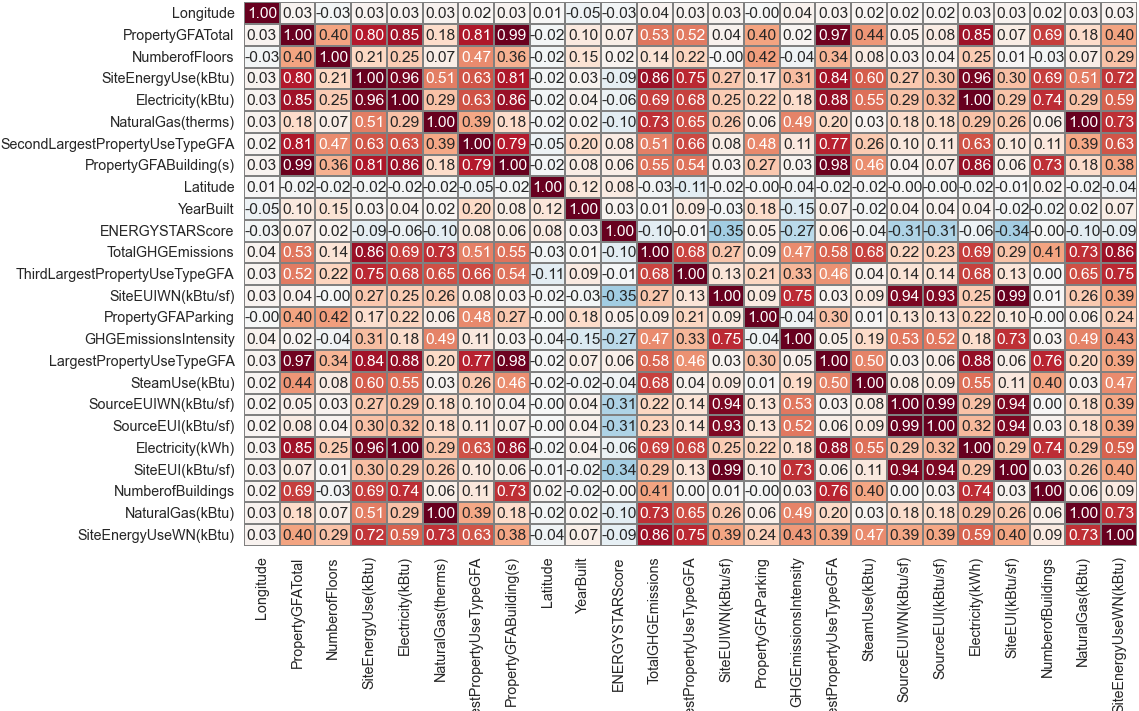 Longitude 1.00 0.03 -0.03 0.03 0.03 0.03 0.02 0.03 0.01 -0.05 -0.03 0.04 0.03 0.03 -0.00 0.04 0.03 0.02 0.02 0.02 0.03 0.03 0.02 0.03 0.03
PropertyGFATotal 0.03 1.00 0.40 0.80 0.85 0.18 0.81 0.99 -0.02 0.10 0.07 0.53 0.52 0.04 0.40 0.02 0.97 0.44 0.05 0.08 0.85 0.07 0.69 0.18 0.40
NumberofFloors -0.03 0.40 1.00 0.21 0.25 0.07 0.47 0.36 -0.02 0.15 0.02 0.14 0.22 -0.00 0.42 -0.04 0.34 0.08 0.03 0.04 0.25 0.01 -0.03 0.07 0.29
SiteEnergyUse(kBtu) 0.03 0.80 0.21 1.00 0.96 0.51 0.63 0.81 -0.02 0.03 -0.09 0.86 0.75 0.27 0.17 0.31 0.84 0.60 0.27 0.30 0.96 0.30 0.69 0.51 0.72
Electricity(kBtu) 0.03 0.85 0.25 0.96 1.00 0.29 0.63 0.86 -0.02 0.04 -0.06 0.69 0.68 0.25 0.22 0.18 0.88 0.55 0.29 0.32 1.00 0.29 0.74 0.29 0.59
NaturalGas(therms) 0.03 0.18 0.07 0.51 0.29 1.00 0.39 0.18 -0.02 0.02 -0.10 0.73 0.65 0.26 0.06 0.49 0.20 0.03 0.18 0.18 0.29 0.26 0.06 1.00 0.73
SecondLargestPropertyUseTypeGFA 0.02 0.81 0.47 0.63 0.63 0.39 1.00 0.79 -0.05 0.20 0.08 0.51 0.66 0.08 0.48 0.11 0.77 0.26 0.10 0.11 0.63 0.10 0.11 0.39 0.63
PropertyGFABuilding(s) 0.03 0.99 0.36 0.81 0.86 0.18 0.79 1.00 -0.02 0.08 0.06 0.55 0.54 0.03 0.27 0.03 0.98 0.46 0.04 0.07 0.86 0.06 0.73 0.18 0.38
Latitude 0.01 -0.02 -0.02 -0.02 -0.02 -0.02 -0.05 -0.02 1.00 0.12 0.08 -0.03 -0.11 -0.02 -0.00 -0.04 -0.02 -0.02 -0.00 -0.00 -0.02 -0.01 0.02 -0.02 -0.04
YearBuilt -0.05 0.10 0.15 0.03 0.04 0.02 0.20 0.08 0.12 1.00 0.03 0.01 0.09 -0.03 0.18 -0.15 0.07 -0.02 0.04 0.04 0.04 -0.02 -0.02 0.02 0.07
ENERGYSTARScore -0.03 0.07 0.02 -0.09 -0.06 -0.10 0.08 0.06 0.08 0.03 1.00 -0.10 -0.01 -0.35 0.05 -0.27 0.06 -0.04 -0.31 -0.31 -0.06 -0.34 -0.00 -0.10 -0.09
TotalGHGEmissions 0.04 0.53 0.14 0.86 0.69 0.73 0.51 0.55 -0.03 0.01 -0.10 1.00 0.68 0.27 0.09 0.47 0.58 0.68 0.22 0.23 0.69 0.29 0.41 0.73 0.86
ThirdLargestPropertyUseTypeGFA 0.03 0.52 0.22 0.75 0.68 0.65 0.66 0.54 -0.11 0.09 -0.01 0.68 1.00 0.13 0.21 0.33 0.46 0.04 0.14 0.14 0.68 0.13 -0.00 0.65 0.75
SiteEUIWN(kBtu/sf) 0.03 0.04 -0.00 0.27 0.25 0.26 0.08 0.03 -0.02 -0.03 -0.35 0.27 0.13 1.00 0.09 0.75 0.03 0.09 0.94 0.93 0.25 0.99 0.01 0.26 0.39
PropertyGFAParking -0.00 0.40 0.42 0.17 0.22 0.06 0.48 0.27 -0.00 0.18 0.05 0.09 0.21 0.09 1.00 -0.04 0.30 0.01 0.13 0.13 0.22 0.10 -0.00 0.06 0.24
GHGEmissionsIntensity 0.04 0.02 -0.04 0.31 0.18 0.49 0.11 0.03 -0.04 -0.15 -0.27 0.47 0.33 0.75 -0.04 1.00 0.05 0.19 0.53 0.52 0.18 0.73 0.03 0.49 0.43
LargestPropertyUseTypeGFA 0.03 0.97 0.34 0.84 0.88 0.20 0.77 0.98 -0.02 0.07 0.06 0.58 0.46 0.03 0.30 0.05 1.00 0.50 0.03 0.06 0.88 0.06 0.76 0.20 0.39
SteamUse(kBtu) 0.02 0.44 0.08 0.60 0.55 0.03 0.26 0.46 -0.02 -0.02 -0.04 0.68 0.04 0.09 0.01 0.19 0.50 1.00 0.08 0.09 0.55 0.11 0.40 0.03 0.47
SourceEUIWN(kBtu/sf) 0.02 0.05 0.03 0.27 0.29 0.18 0.10 0.04 -0.00 0.04 -0.31 0.22 0.14 0.94 0.13 0.53 0.03 0.08 1.00 0.99 0.29 0.94 0.00 0.18 0.39
SourceEUI(kBtu/sf) 0.02 0.08 0.04 0.30 0.32 0.18 0.11 0.07 -0.00 0.04 -0.31 0.23 0.14 0.93 0.13 0.52 0.06 0.09 0.99 1.00 0.32 0.94 0.03 0.18 0.39
Electricity(kWh) 0.03 0.85 0.25 0.96 1.00 0.29 0.63 0.86 -0.02 0.04 -0.06 0.69 0.68 0.25 0.22 0.18 0.88 0.55 0.29 0.32 1.00 0.29 0.74 0.29 0.59
SiteEUI(kBtu/sf) 0.03 0.07 0.01 0.30 0.29 0.26 0.10 0.06 -0.01 -0.02 -0.34 0.29 0.13 0.99 0.10 0.73 0.06 0.11 0.94 0.94 0.29 1.00 0.03 0.26 0.40
NumberofBuildings 0.02 0.69 -0.03 0.69 0.74 0.06 0.11 0.73 0.02 -0.02 -0.00 0.41 -0.00 0.01 -0.00 0.03 0.76 0.40 0.00 0.03 0.74 0.03 1.00 0.06 0.09
NaturalGas(kBtu) 0.03 0.18 0.07 0.51 0.29 1.00 0.39 0.18 -0.02 0.02 -0.10 0.73 0.65 0.26 0.06 0.49 0.20 0.03 0.18 0.18 0.29 0.26 0.06 1.00 0.73
SiteEnergyUseWN(kBtu) 0.03 0.40 0.29 0.72 0.59 0.73 0.63 0.38 -0.04 0.07 -0.09 0.86 0.75 0.39 0.24 0.43 0.39 0.47 0.39 0.39 0.59 0.40 0.09 0.73 1.00
Longitude
PropertyGFATotal
NumberofFloors
SiteEnergyUse(kBtu)
Electricity(kBtu)
NaturalGas(therms)
estPropertyUseTypeGFA
PropertyGFABuilding(s)
Latitude
YearBuilt
ENERGYSTARScore
TotalGHGEmissions
estPropertyUseTypeGFA
SiteEUIWN(kBtu/sf)
PropertyGFAParking
GHGEmissionsIntensity
estPropertyUseTypeGFA
SteamUse(kBtu)
SourceEUIWN(kBtu/sf)
SourceEUI(kBtu/sf)
Electricity(kWh)
SiteEUI(kBtu/sf)
NumberofBuildings
NaturalGas(kBtu)
SiteEnergyUseWN(kBtu)